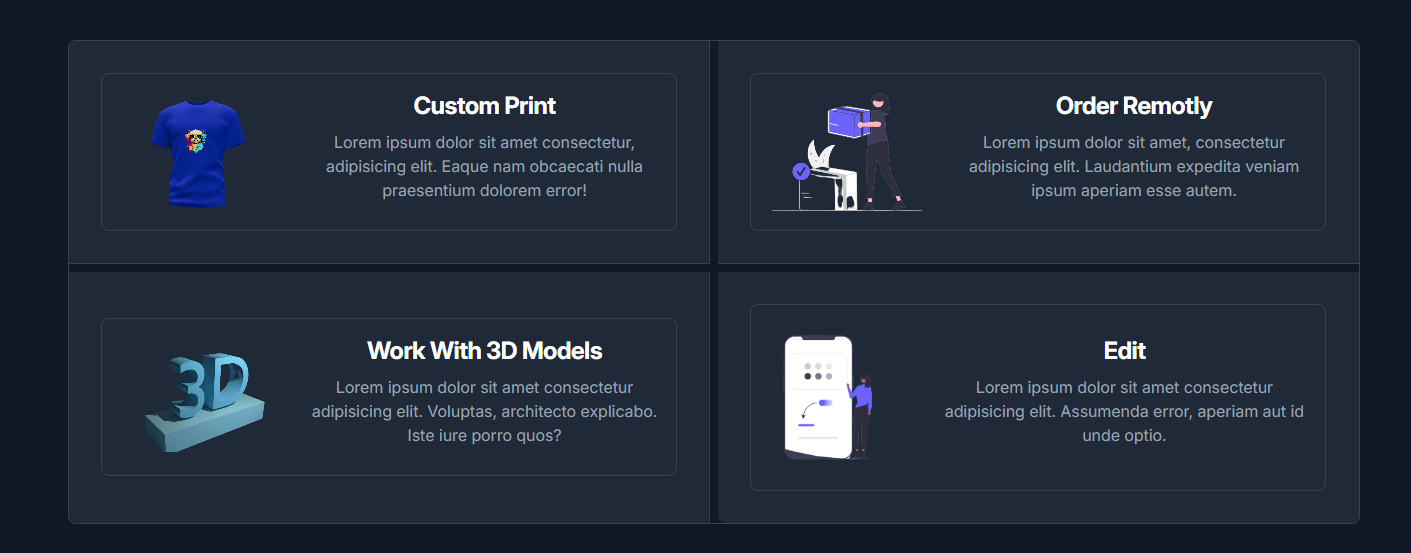 Custom Print
Lorem ipsum dolor sit amet consectetur,
adipisicing elit. Eaque nam obcaecati nulla
praesentium dolorem error!
Order Remotly
Lorem ipsum dolor sit amet, consectetur
adipisicing elit. Laudantium expedita veniam
ipsum aperiam esse autem.
3D
Work With 3D Models
Lorem ipsum dolor sit amet consectetur
adipisicing elit. Voluptas, architecto explicabo.
Iste iure porro quos?
Edit
Lorem ipsum dolor sit amet consectetur
adipisicing elit. Assumenda error, aperiam aut id
unde optio.